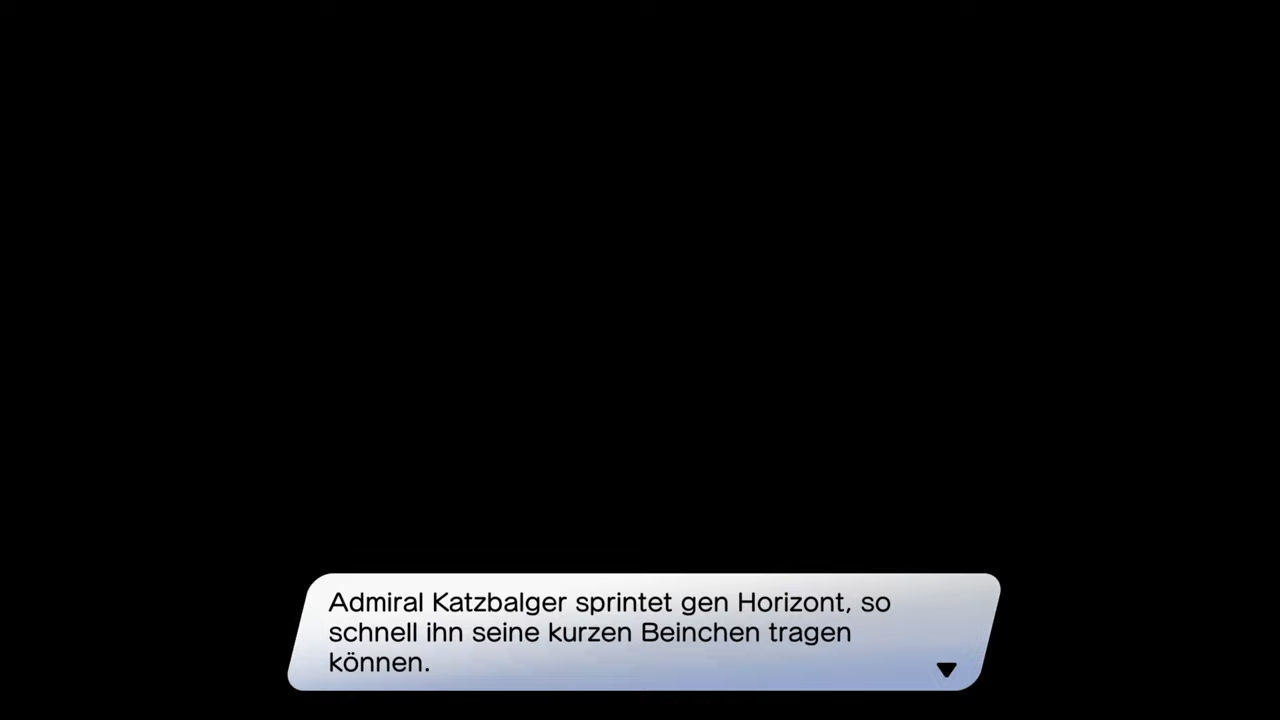 Admiral Katzbalger sprintet gen Horizont, so
schnell ihn seine kurzen Beinchen tragen
können.